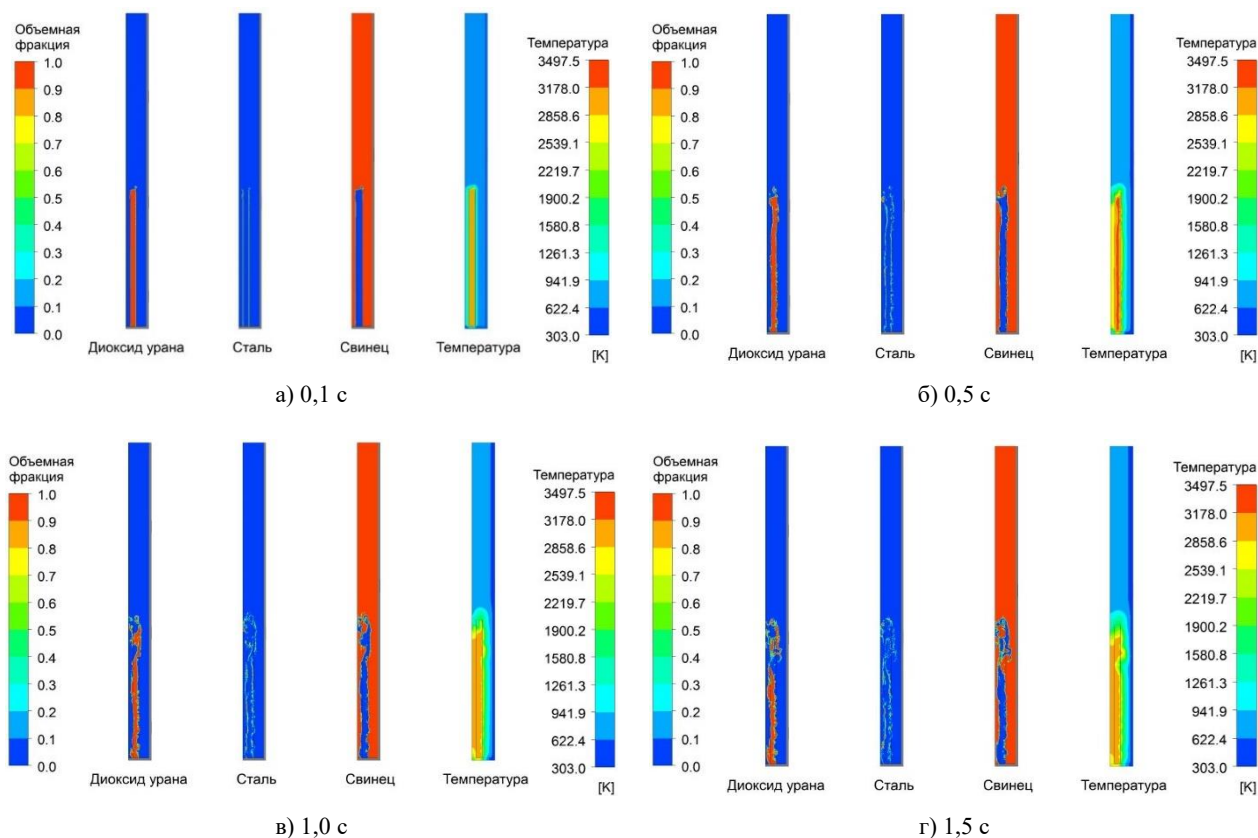 Объемная
фракция
1.0
0.9
0.8
0.7
0.6
0.5
0.4
0.3
0.2
0.1
0.0
Диоксид урана
Сталь
Свинец
Температура
Температура
3497.5
3178.0
2858.6
2539.1
2219.7
1900.2
1580.8
1261.3
941.9
622.4
303.0
[K]
а) 0,1 с
Объемная
фракция
1.0
0.9
0.8
0.7
0.6
0.5
0.4
0.3
0.2
0.1
0.0
Диоксид урана
Сталь
Свинец
Температура
Температура
3497.5
3178.0
2858.6
2539.1
2219.7
1900.2
1580.8
1261.3
941.9
622.4
303.0
[K]
б) 0,5 с
Объемная
фракция
1.0
0.9
0.8
0.7
0.6
0.5
0.4
0.3
0.2
0.1
0.0
Диоксид урана
Сталь
Свинец
Температура
Температура
3497.5
3178.0
2858.6
2539.1
2219.7
1900.2
1580.8
1261.3
941.9
622.4
303.0
[K]
в) 1,0 с
Объемная
фракция
1.0
0.9
0.8
0.7
0.6
0.5
0.4
0.3
0.2
0.1
0.0
Диоксид урана
Сталь
Свинец
Температура
Температура
3497.5
3178.0
2858.6
2539.1
2219.7
1900.2
1580.8
1261.3
941.9
622.4
303.0
[K]
г) 1,5 с